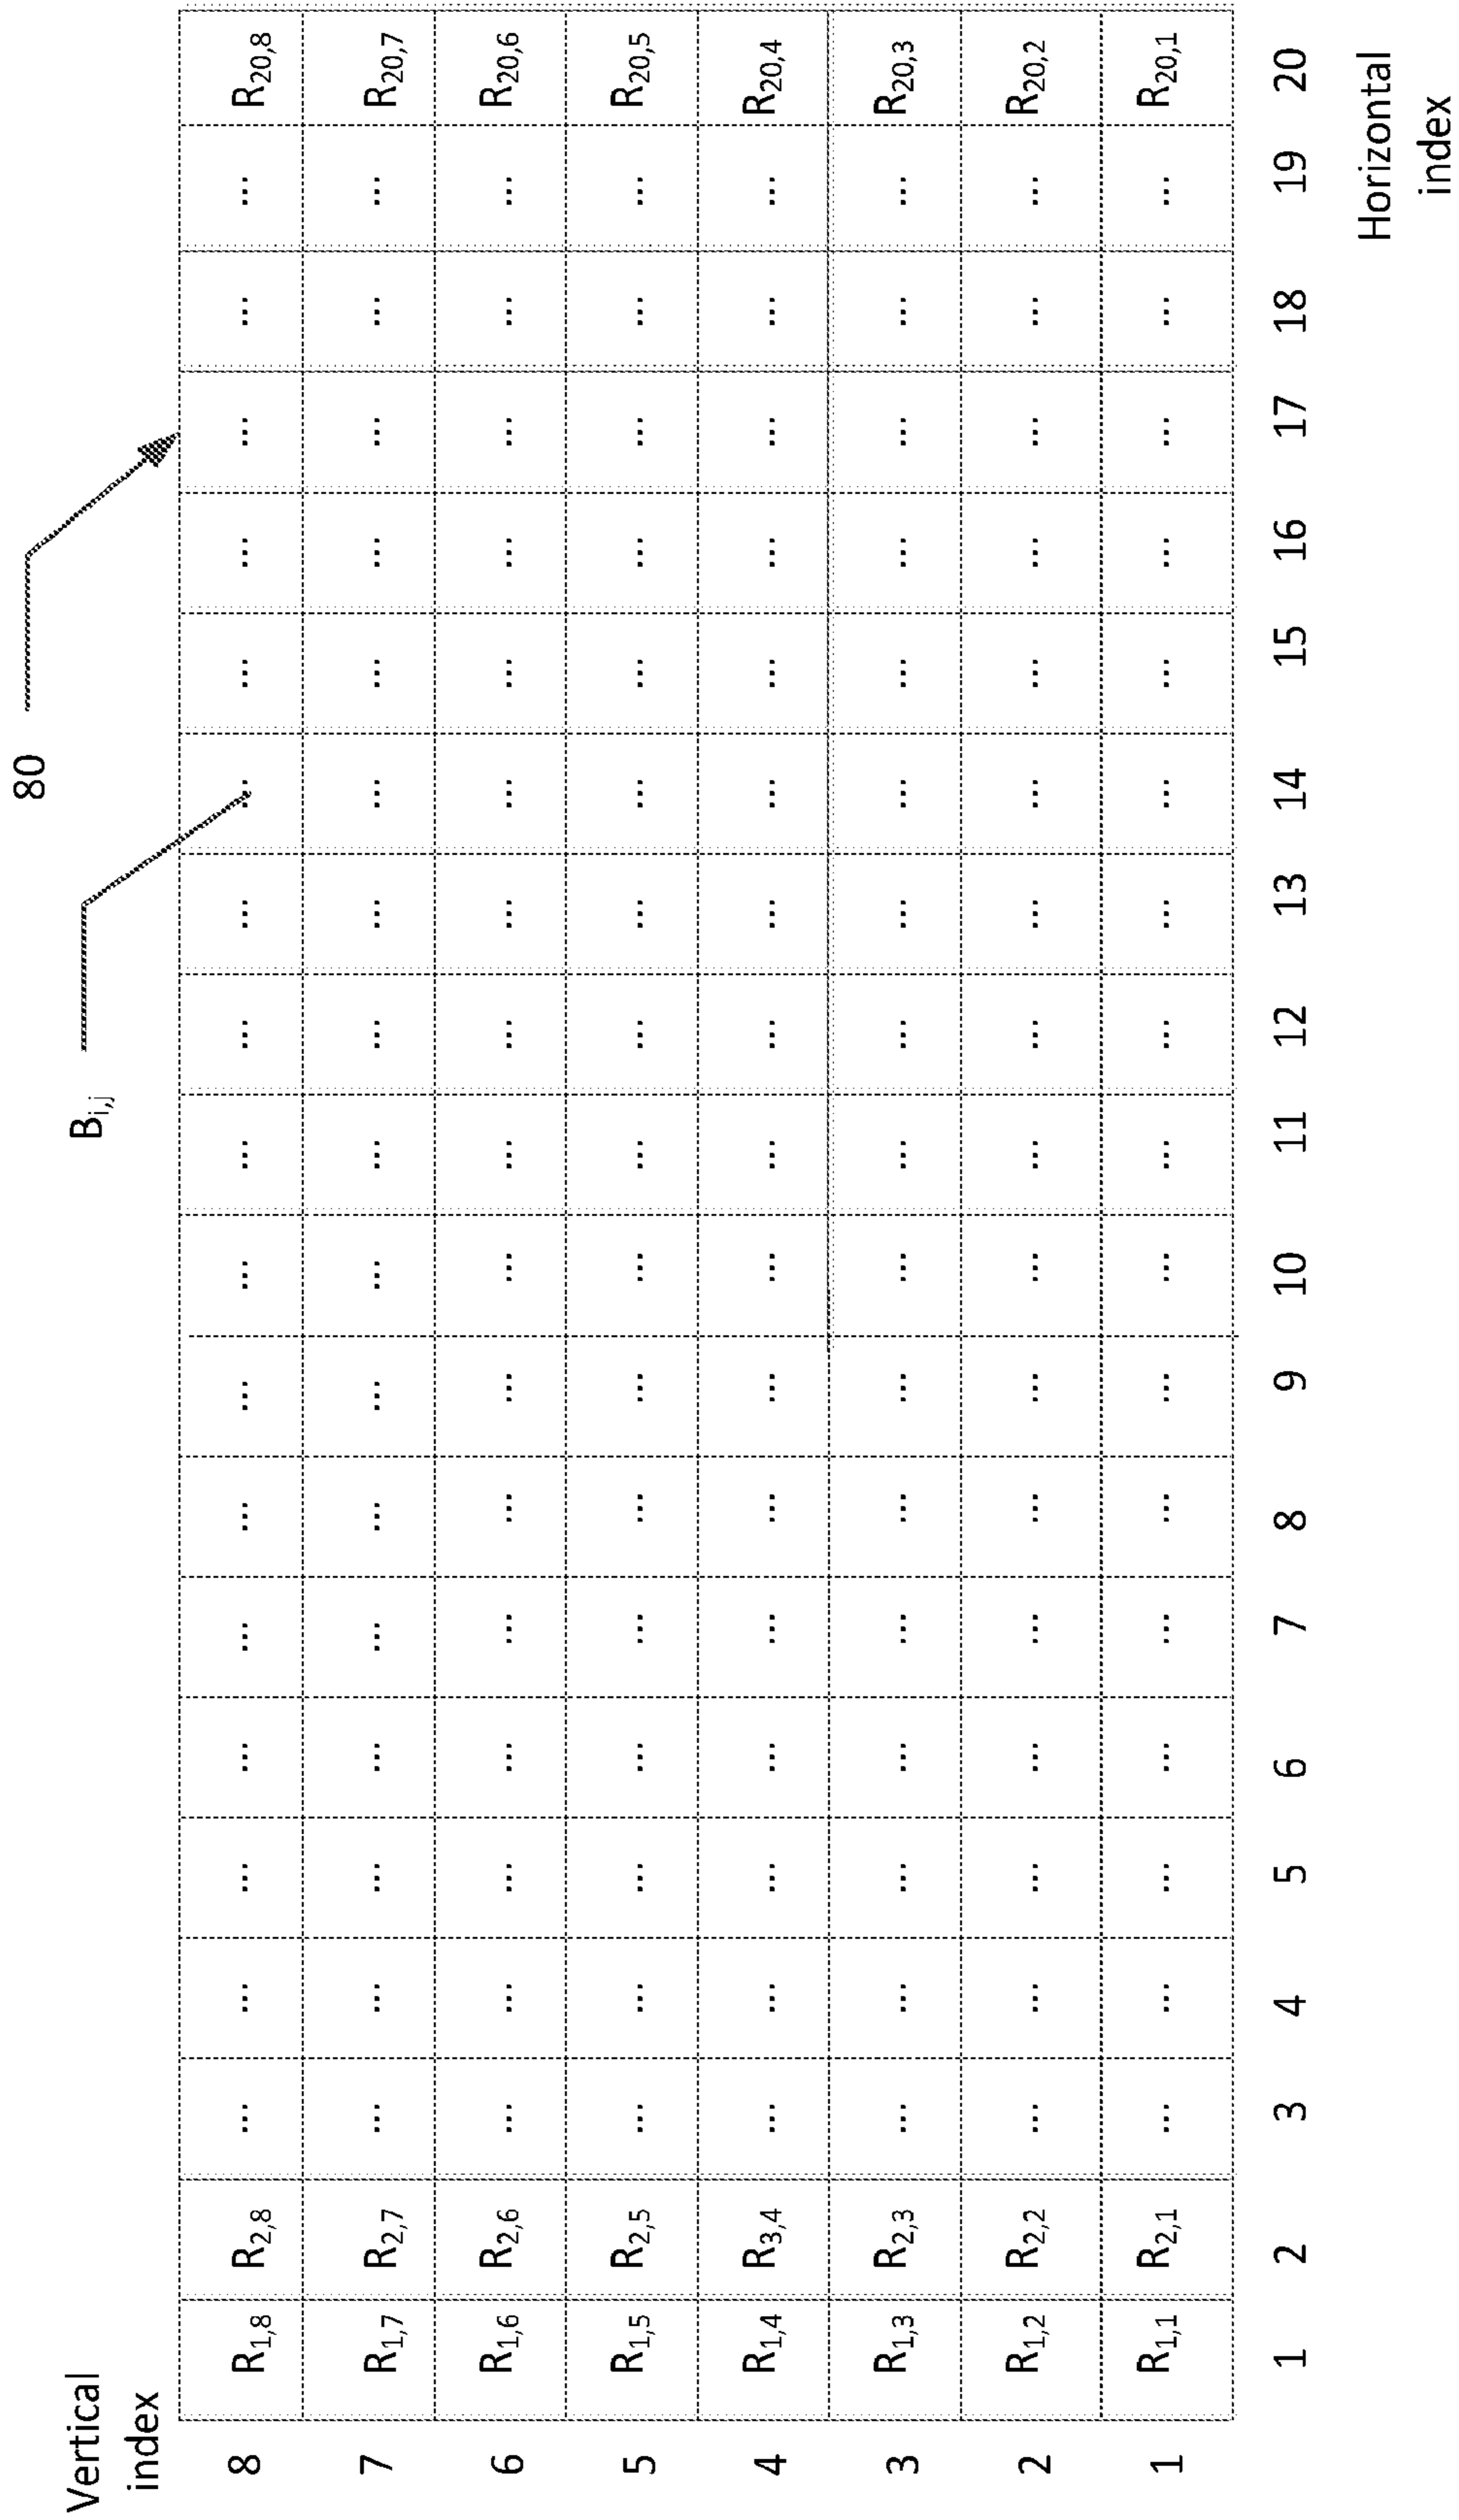 80
B_{i,j}
Vertical
index
8 R_{1,8} R_{2,8} ... ... ... ... ... ... ... ... ... ... ... ... ... ... ... ... ... R_{20,8}
7 R_{1,7} R_{2,7} ... ... ... ... ... ... ... ... ... ... ... ... ... ... ... ... ... R_{20,7}
6 R_{1,6} R_{2,6} ... ... ... ... ... ... ... ... ... ... ... ... ... ... ... ... ... R_{20,6}
5 R_{1,5} R_{2,5} ... ... ... ... ... ... ... ... ... ... ... ... ... ... ... ... ... R_{20,5}
4 R_{1,4} R_{3,4} ... ... ... ... ... ... ... ... ... ... ... ... ... ... ... ... ... R_{20,4}
3 R_{1,3} R_{2,3} ... ... ... ... ... ... ... ... ... ... ... ... ... ... ... ... ... R_{20,3}
2 R_{1,2} R_{2,2} ... ... ... ... ... ... ... ... ... ... ... ... ... ... ... ... ... R_{20,2}
1 R_{1,1} R_{2,1} ... ... ... ... ... ... ... ... ... ... ... ... ... ... ... ... ... R_{20,1}
1 2 3 4 5 6 7 8 9 10 11 12 13 14 15 16 17 18 19 20
Horizontal
index